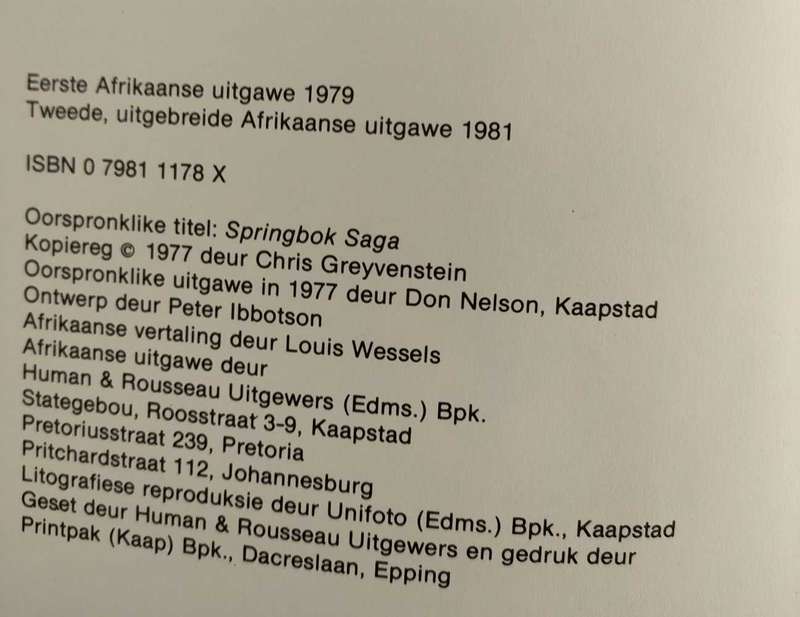 Eerste Afrikaanse uitgawe 1979
Tweede, uitgebreide Afrikaanse uitgawe 1981
ISBN 0 7981 1178 X
Oorspronklike titel: Springbok Saga
Kopiereg © 1977 deur Chris Greyvenstein
Oorspronklike uitgawe in 1977 deur Don Nelson, Kaapstad
Ontwerp deur Peter Ibbotson
Afrikaanse vertaling deur Louis Wessels
Afrikaanse uitgawe deur
Human & Rousseau Uitgewers (Edms.) Bpk.
Stategebou, Roosstraat 3-9, Kaapstad
Pretoriusstraat 239, Pretoria
Pritchardstraat 112, Johannesburg
Litografiese reproduksie deur Unifoto (Edms.) Bpk., Kaapstad
Geset deur Human & Rousseau Uitgewers en gedruk deur
Printpak (Kaap) Bpk., Dacreslaan, Epping